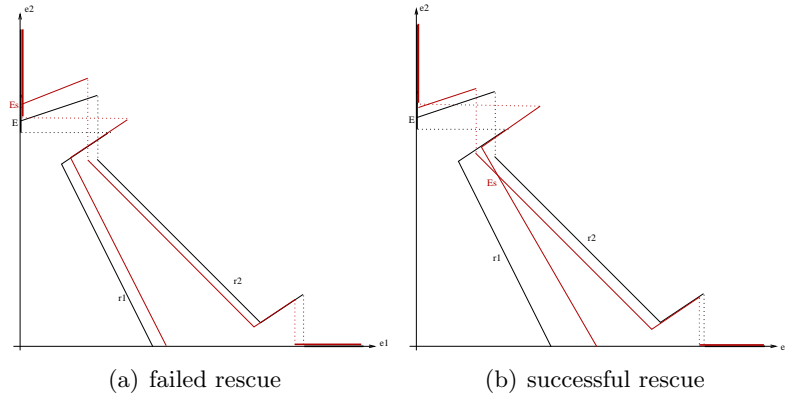 e2
Es
E
r2
r1
e1
(a) failed rescue
e2
E
Es
r2
r1
e
(b) successful rescue